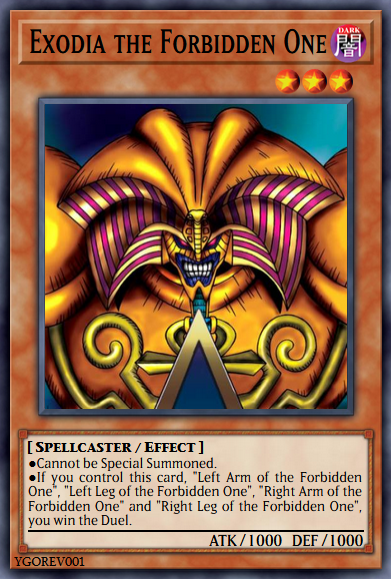 EXODIA THE FORBIDDEN ONE
DARK
闇
[ SPELLCASTER / EFFECT ]
●Cannot be Special Summoned.
●If you control this card, "Left Arm of the Forbidden
One", "Left Leg of the Forbidden One", "Right Arm of the
Forbidden One" and "Right Leg of the Forbidden One",
you win the Duel.
ATK / 1000 DEF / 1000
YGOREV001